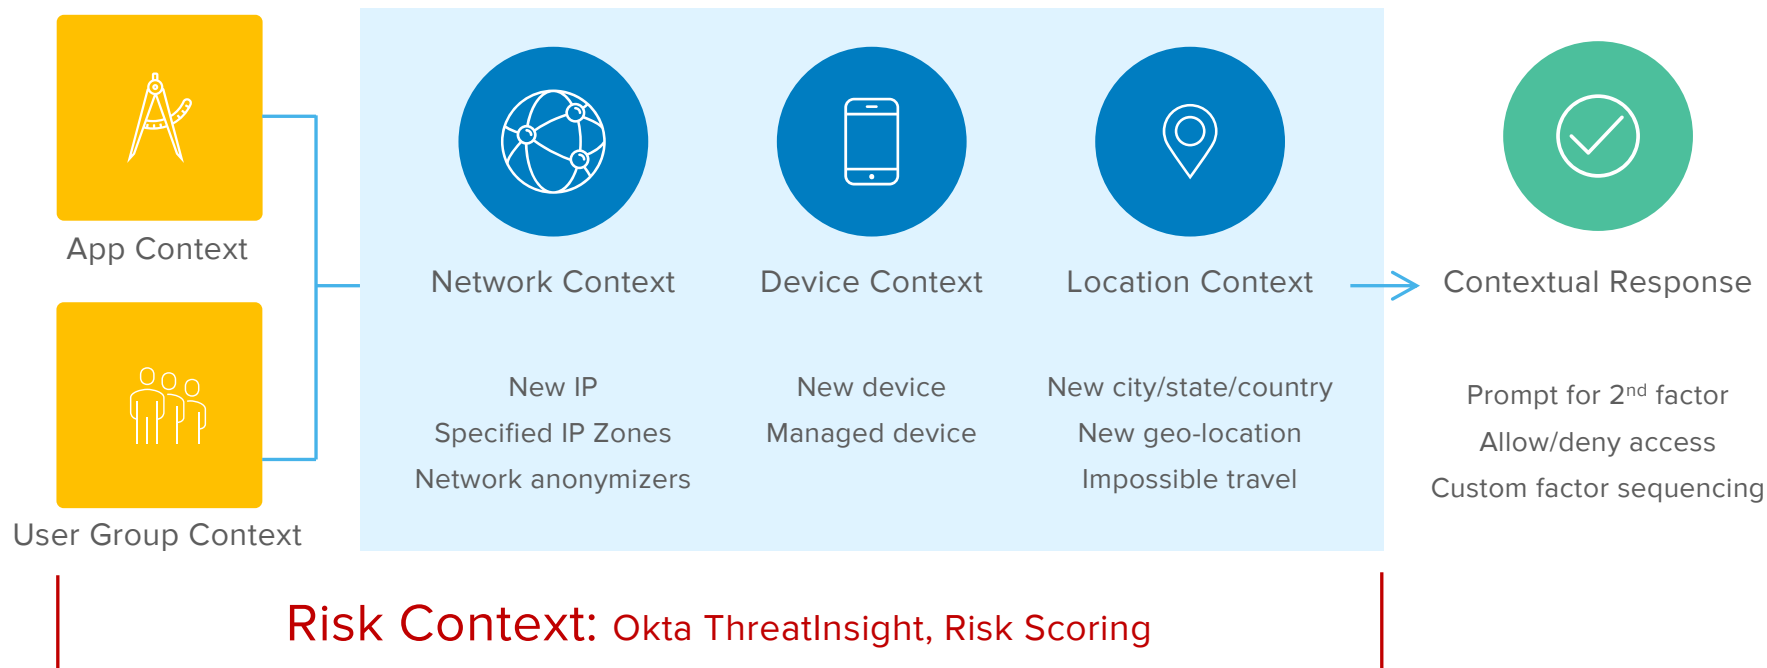 App Context
User Group Context
Network Context
New IP
Specified IP Zones
Network anonymizers
Device Context
New device
Managed device
Location Context
New city/state/country
New geo-location
Impossible travel
Contextual Response
Prompt for 2nd factor
Allow/deny access
Custom factor sequencing
Risk Context: Okta ThreatInsight, Risk Scoring